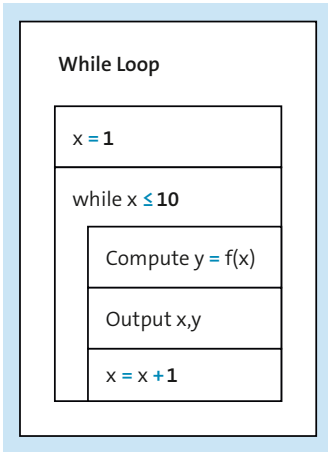 While Loop
x = 1
while x ≤ 10
Compute y = f(x)
Output x,y
x = x + 1